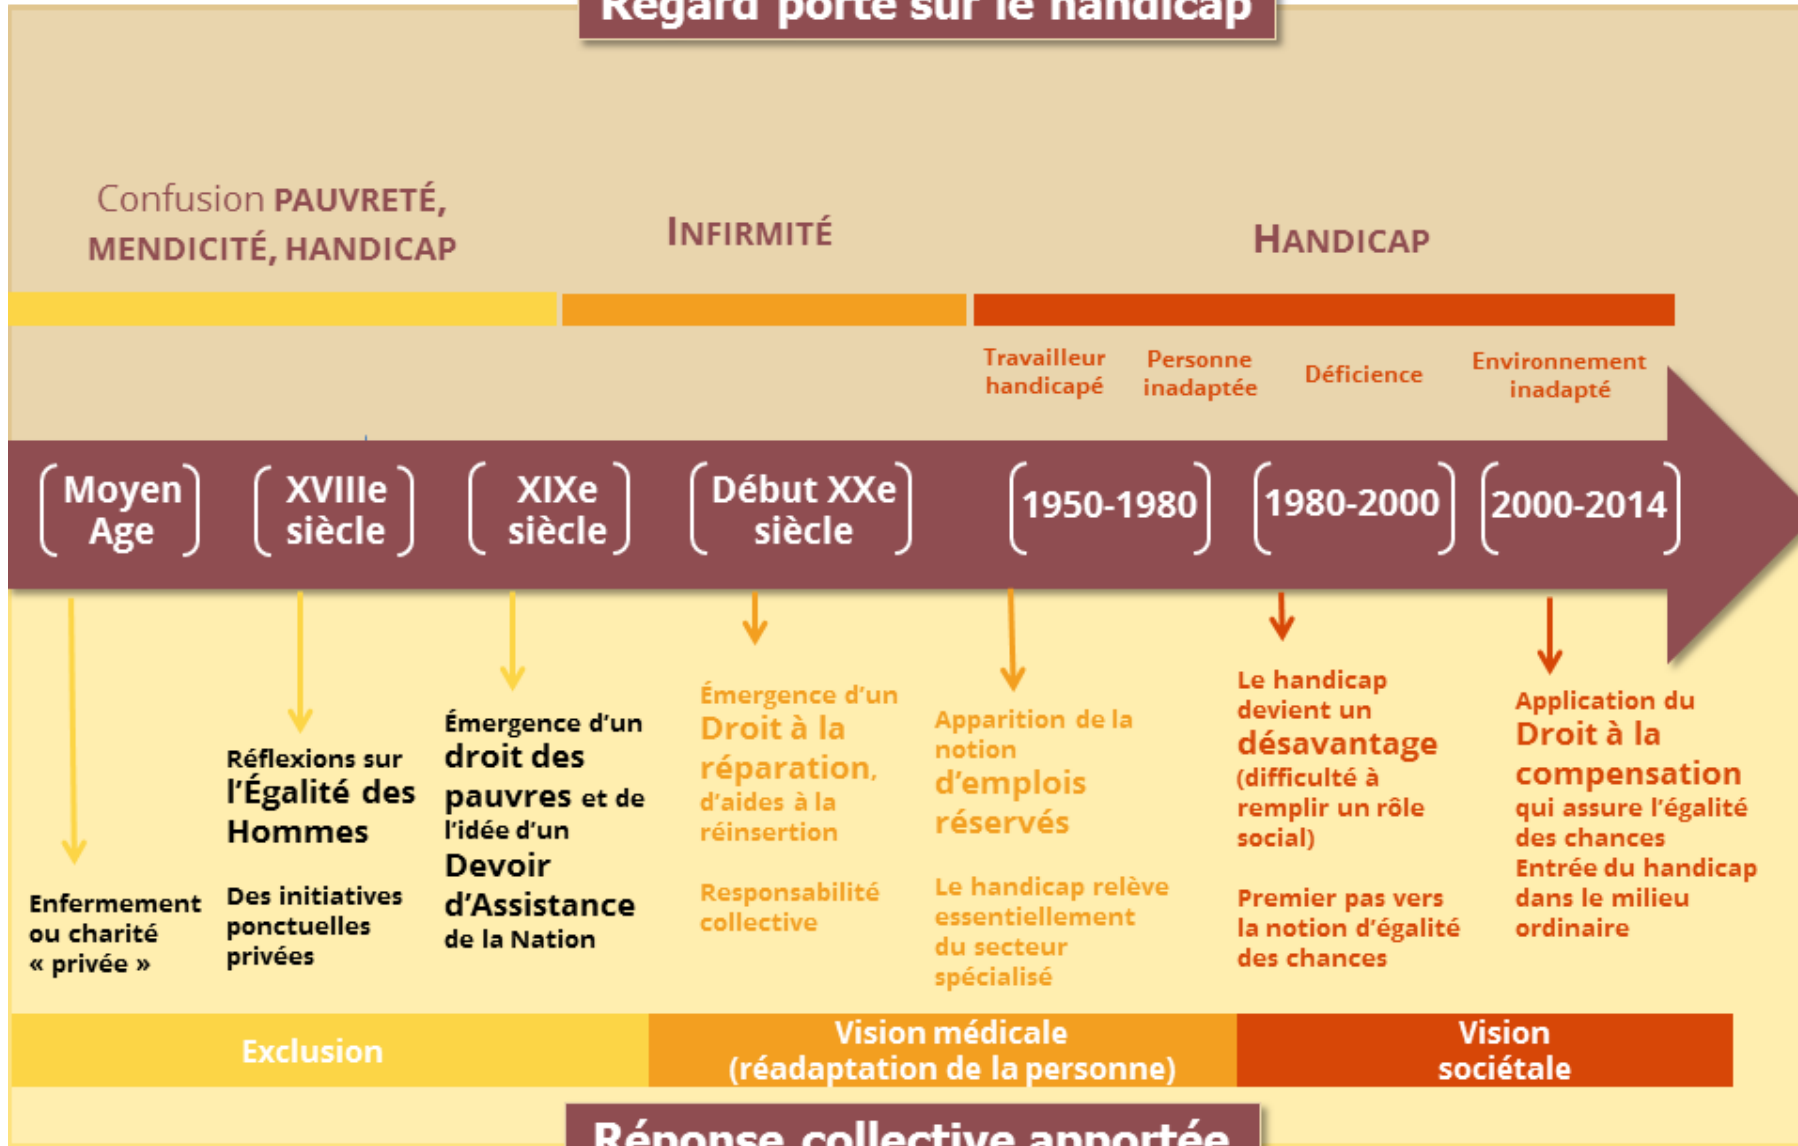 Regard porté sur le handicap
Confusion PAUVRETÉ,
MENDICITÉ, HANDICAP
INFIRMITÉ
HANDICAP
Travailleur
handicapé
Personne
inadaptée
Déficience
Environnement
inadapté
Moyen
Age
XVIIIe
siècle
XIXe
siècle
Début XXe
siècle
1950-1980
1980-2000
2000-2014
Enfermement
ou charité
« privée »
Réflexions sur
l'Égalité des
Hommes
Des initiatives
ponctuelles
privées
Émergence d'un
droit des
pauvres et de
l'idée d'un
Devoir
d'Assistance
de la Nation
Émergence d'un
Droit à la
réparation,
d'aides à la
réinsertion
Responsabilité
collective
Apparition de la
notion
d'emplois
réservés
Le handicap relève
essentiellement
du secteur
spécialisé
Le handicap
devient un
désavantage
(difficulté à
remplir un rôle
social)
Premier pas vers
la notion d'égalité
des chances
Application du
Droit à la
compensation
qui assure l'égalité
des chances
Entrée du handicap
dans le milieu
ordinaire
Exclusion
Vision médicale
(réadaptation de la personne)
Vision
sociétale
Réponse collective apportée